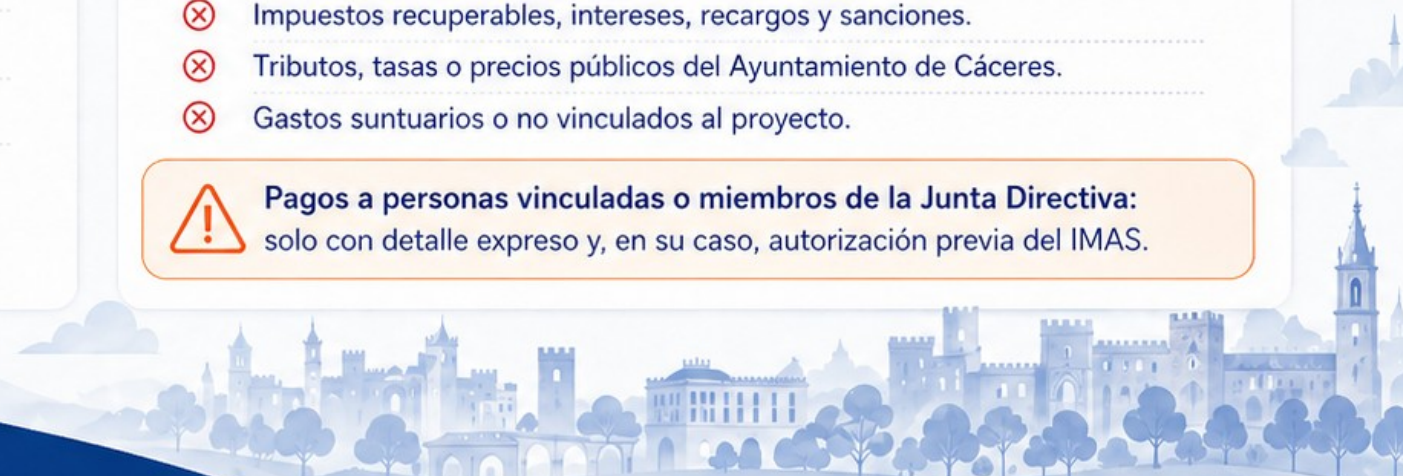 Impuestos recuperables, intereses, recargos y sanciones.
Tributos, tasas o precios públicos del Ayuntamiento de Cáceres.
Gastos suntuarios o no vinculados al proyecto.
Pagos a personas vinculadas o miembros de la Junta Directiva:
solo con detalle expreso y, en su caso, autorización previa del IMAS.